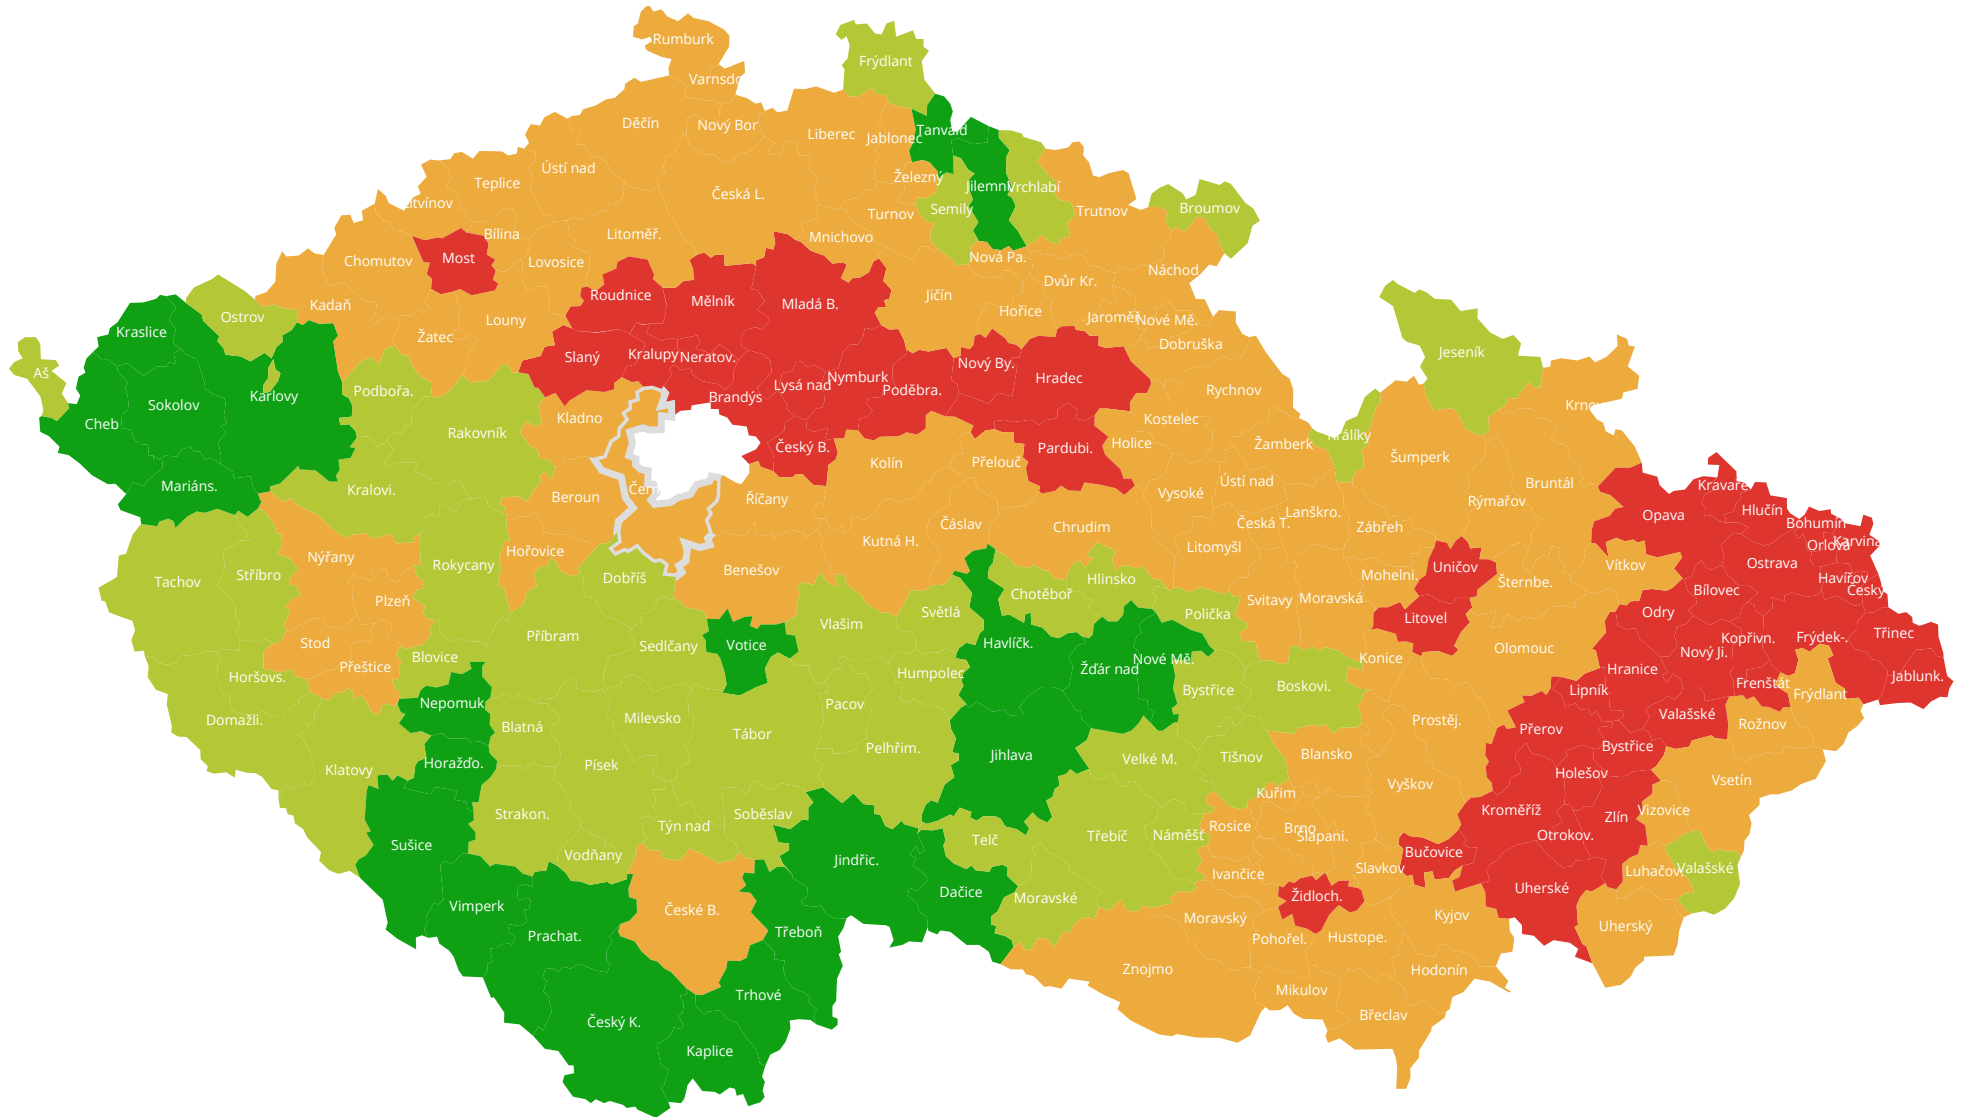 Rumburk
Frýdlant
Varnsdo
Děčín
Nový Bor
Liberec
Jablonec
Tanvald
Ústí nad
Teplice
Česká L.
Železný
Jilemni
Vrchlabí
itvínov
Semily
Turnov
Trutnov
Broumov
Bílina
Litoměř.
Mnichovo
Most
Chomutov
Lovosice
Nová Pa.
Náchod
Dvůr Kr.
Roudnice
Mělník
Mladá B.
Jičín
Kadaň
Ostrov
Louny
Hořice
Jaroměř
Nové Mě.
Kraslice
Žatec
Dobruška
Jeseník
Slaný
Kralupy
Neratov.
Nový By.
Aš
Nymburk
Hradec
Lysá nad
Poděbra.
Rychnov
Podbořa.
Karlovy
Brandýs
Sokolov
Krno
Kladno
Kostelec
Cheb
Rakovník
Králíky
Holice
Žamberk
Český B.
Pardubi.
Kolín
Přelouč
Šumperk
Mariáns.
Kralovi.
Čern
Beroun
Říčany
Vysoké
Ústí nad
Bruntál
Kravaře
Rýmařov
Lanškro.
Hlučín
Opava
Čáslav
Chrudim
Česká T.
Zábřeh
Bohumín
Kutná H.
Litomyšl
Orlová
Karviná
Hořovice
Nýřany
Rokycany
Ostrava
Vítkov
Uničov
Stříbro
Tachov
Dobříš
Benešov
Hlinsko
Mohelni.
Šternbe.
Havířov
Český
Bílovec
Chotěboř
Plzeň
Svitavy
Moravská
Světlá
Polička
Odry
Litovel
Vlašim
Třinec
Příbram
Frýdek-.
Kopřivn.
Stod
Havlíčk.
Sedlčany
Votice
Olomouc
Nový Ji.
Blovice
Konice
Nové Mě.
Přeštice
Žďár nad
Hranice
Humpolec
Jablunk.
Horšovs.
Frenštát
Boskovi.
Bystřice
Lipník
Frýdlant
Nepomuk
Pacov
Valašské
Milevsko
Domažli.
Prostěj.
Rožnov
Blatná
Přerov
Tábor
Pelhřim.
Bystřice
Jihlava
Blansko
Tišnov
Velké M.
Horažďo.
Písek
Klatovy
Holešov
Vsetín
Vyškov
Kuřim
Kroměříž
Vizovice
Strakon.
Soběslav
Zlín
Týn nad
Rosice
Brno
Třebíč
Náměšť
Šlapani.
Otrokov.
Telč
Sušice
Bučovice
Vodňany
Jindřic.
Slavkov
Valašské
Luhačov.
Ivančice
Uherské
Dačice
Židloch.
Moravské
Vimperk
České B.
Kyjov
Moravský
Uherský
Třeboň
Prachat.
Hustope.
Pohořel.
Znojmo
Hodonín
Mikulov
Trhové
Břeclav
Český K.
Kaplice